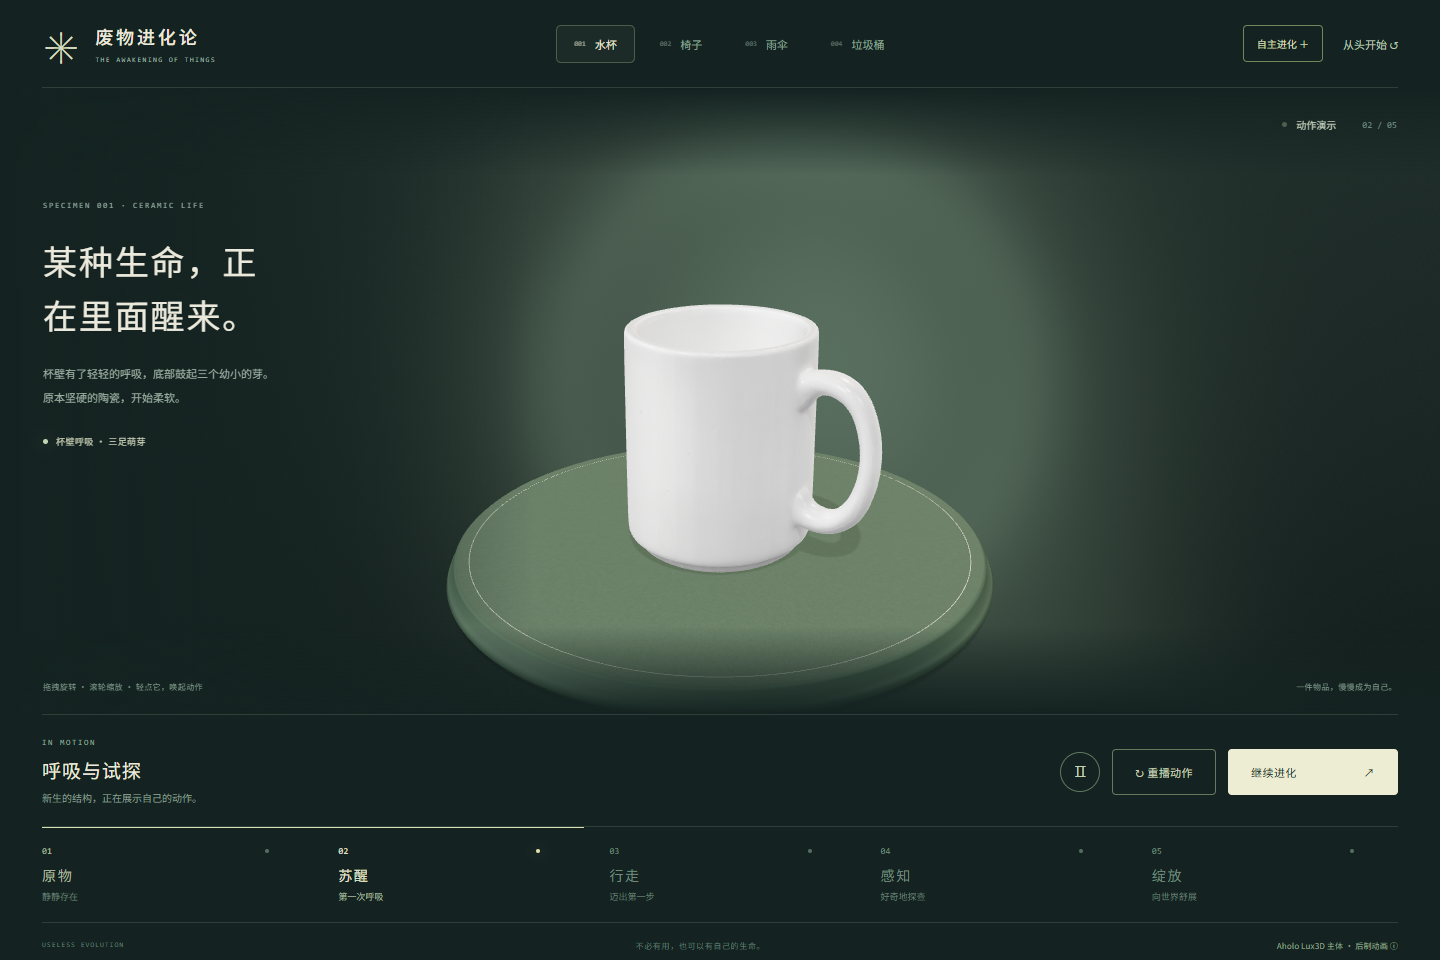 废物进化论
THE AWAKENING OF THINGS
001 水杯
002 椅子
003 雨伞
004 垃圾桶
自主进化 +
从头开始 ↺
动作演示 02 / 05
SPECIMEN 001 · CERAMIC LIFE
某种生命，正
在里面醒来。
杯壁有了轻轻的呼吸，底部鼓起三个幼小的芽。
原本坚硬的陶瓷，开始柔软。
杯壁呼吸 · 三足萌芽
拖拽旋转 · 滚轮缩放 · 轻点它，唤起动作
一件物品，慢慢成为自己。
IN MOTION
呼吸与试探
新生的结构，正在展示自己的动作。
↻ 重播动作
继续进化 ↗
01
原物
静静存在
02
苏醒
第一次呼吸
03
行走
迈出第一步
04
感知
好奇地探查
05
绽放
向世界舒展
USELESS EVOLUTION
不必有用，也可以有自己的生命。
Aholo Lux3D 主体 · 后制动画 ⓘ